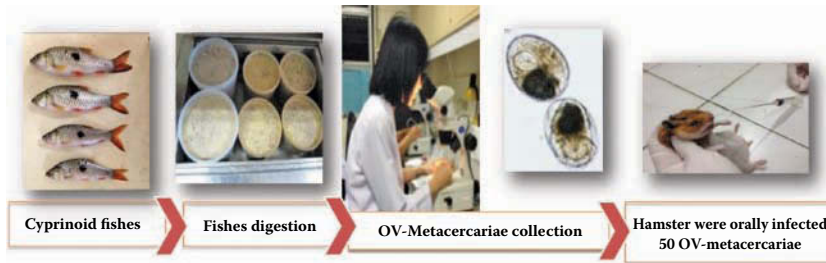 Cyprinoid fishes
Fishes digestion
OV-Metacercariae collection
Hamster were orally infected
50 OV-metacercariae